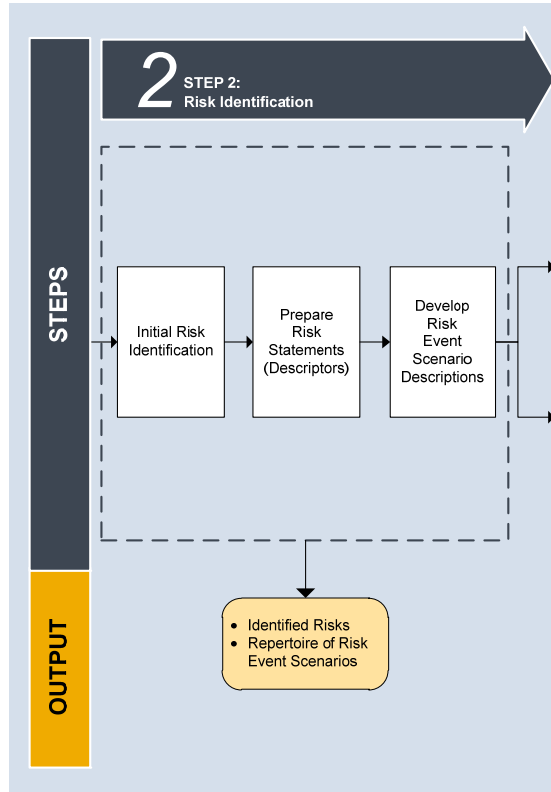 2
STEP 2:
Risk Identification
STEPS
Initial Risk
Identification
Prepare
Risk
Statements
(Descriptors)
Develop
Risk
Event
Scenario
Descriptions
OUTPUT
• Identified Risks
• Repertoire of Risk
Event Scenarios